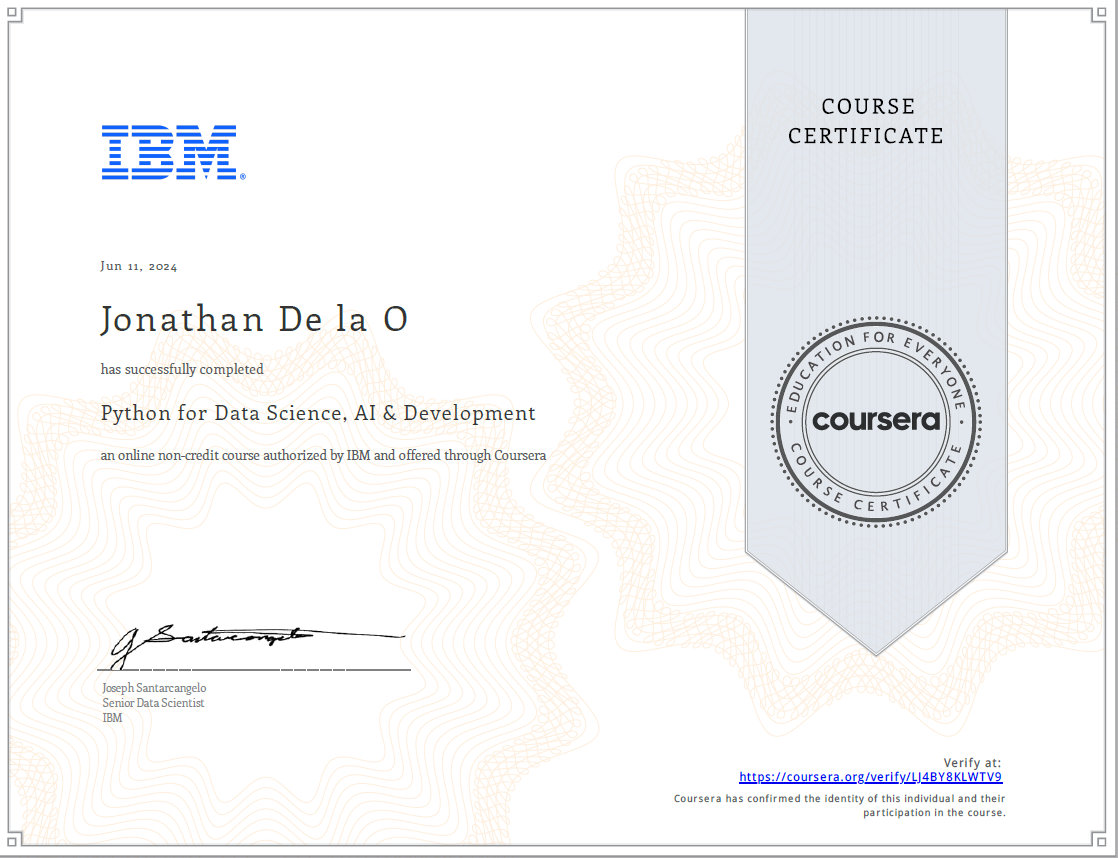 IBM®
COURSE
CERTIFICATE
Jun 11, 2024
Jonathan De la O
has successfully completed
Python for Data Science, AI & Development
an online non-credit course authorized by IBM and offered through Coursera
EDUCATION FOR EVERYONE
coursera
COURSE CERTIFICATE
J Santarcangelo
Joseph Santarcangelo
Senior Data Scientist
IBM
Verify at:
https://coursera.org/verify/LJ4BY8KLWTV9
Coursera has confirmed the identity of this individual and their
participation in the course.